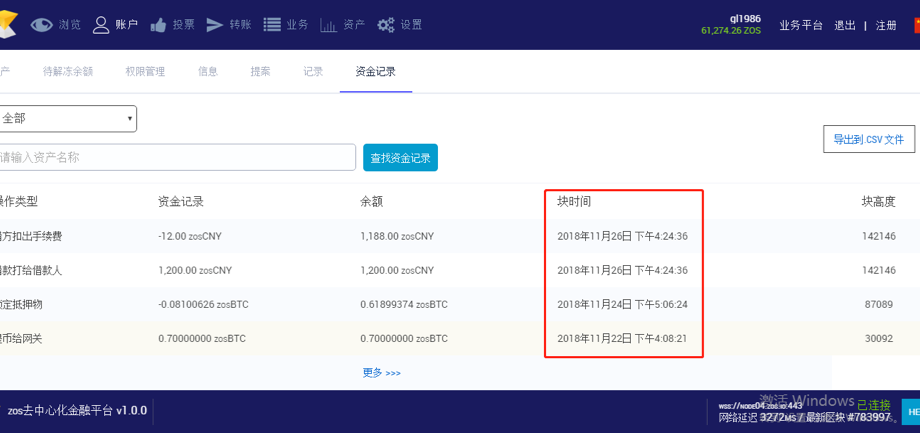 浏览 账户 投票 转账 业务 资产 设置 ql1986 61,274.26 ZOS 业务平台 退出 | 注册
产 待解冻余额 权限管理 信息 提案 记录 资金记录
全部
导出到.CSV 文件
请输入资产名称 查找资金记录
操作类型 资金记录 余额 块时间 块高度
方扣出手续费 -12.00 zosCNY 1,188.00 zosCNY 2018年11月26日 下午4:24:36 142146
款打给借款人 1,200.00 zosCNY 1,200.00 zosCNY 2018年11月26日 下午4:24:36 142146
定抵押物 -0.08100626 zosBTC 0.61899374 zosBTC 2018年11月24日 下午5:06:24 87089
币给网关 0.70000000 zosBTC 0.70000000 zosBTC 2018年11月22日 下午4:08:21 30092
更多 >>>
zos去中心化金融平台 v1.0.0
激活 Windows 已连接
网络延迟 3272MS / 最新区块 #783997
HE